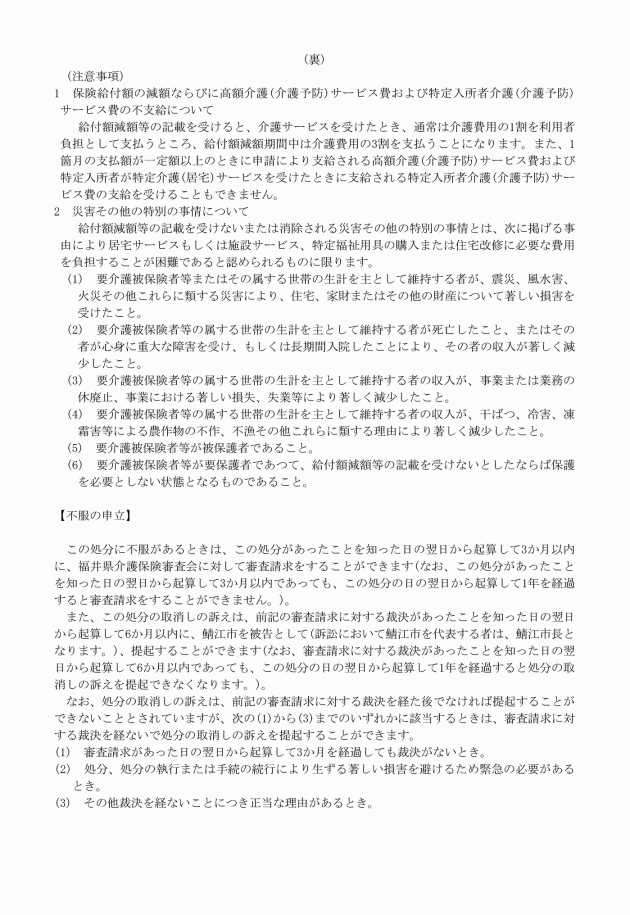 (裏)
(注意事項)
1　保険給付額の減額ならびに高額介護(介護予防)サービス費および特定入所者介護(介護予防)
サービス費の不支給について
給付額減額等の記載を受けると、介護サービスを受けたとき、通常は介護費用の1割を利用者
負担として支払うところ、給付額減額期間中は介護費用の3割を支払うことになります。また、1
箇月の支払額が一定額以上のときに申請により支給される高額介護(介護予防)サービス費および
特定入所者が特定介護(居宅)サービスを受けたときに支給される特定入所者介護(介護予防)サー
ビス費の支給を受けることもできません。
2　災害その他の特別の事情について
給付額減額等の記載を受けないまたは消除される災害その他の特別の事情とは、次に掲げる事
由により居宅サービスもしくは施設サービス、特定福祉用具の購入または住宅改修に必要な費用
を負担することが困難であると認められるものに限ります。
(1)　要介護被保険者等またはその属する世帯の生計を主として維持する者が、震災、風水害、
火災その他これらに類する災害により、住宅、家財またはその他の財産について著しい損害を
受けたこと。
(2)　要介護被保険者等の属する世帯の生計を主として維持する者が死亡したこと、またはその
者が心身に重大な障害を受け、もしくは長期間入院したことにより、その者の収入が著しく減
少したこと。
(3)　要介護被保険者等の属する世帯の生計を主として維持する者の収入が、事業または業務の
休廃止、事業における著しい損失、失業等により著しく減少したこと。
(4)　要介護被保険者等の属する世帯の生計を主として維持する者の収入が、干ばつ、冷害、凍
霜害等による農作物の不作、不漁その他これらに類する理由により著しく減少したこと。
(5)　要介護被保険者等が被保護者であること。
(6)　要介護被保険者等が要保護者であつて、給付額減額等の記載を受けないとしたならば保護
を必要としない状態となるものであること。
【不服の申立】
この処分に不服があるときは、この処分があったことを知った日の翌日から起算して3か月以内
に、福井県介護保険審査会に対して審査請求をすることができます(なお、この処分があったこと
を知った日の翌日から起算して3か月以内であっても、この処分の日の翌日から起算して1年を経過
すると審査請求をすることができません。)。
また、この処分の取消しの訴えは、前記の審査請求に対する裁決があったことを知った日の翌日
から起算して6か月以内に、鯖江市を被告として(訴訟において鯖江市を代表する者は、鯖江市長と
なります。)、提起することができます(なお、審査請求に対する裁決があったことを知った日の翌
日から起算して6か月以内であっても、この処分の日の翌日から起算して1年を経過すると処分の取
消しの訴えを提起できなくなります。)。
なお、処分の取消しの訴えは、前記の審査請求に対する裁決を経た後でなければ提起することが
できないこととされていますが、次の(1)から(3)までのいずれかに該当するときは、審査請求に対
する裁決を経ないで処分の取消しの訴えを提起することができます。
(1)　審査請求があった日の翌日から起算して3か月を経過しても裁決がないとき。
(2)　処分、処分の執行または手続の続行により生ずる著しい損害を避けるため緊急の必要がある
とき。
(3)　その他裁決を経ないことにつき正当な理由があるとき。